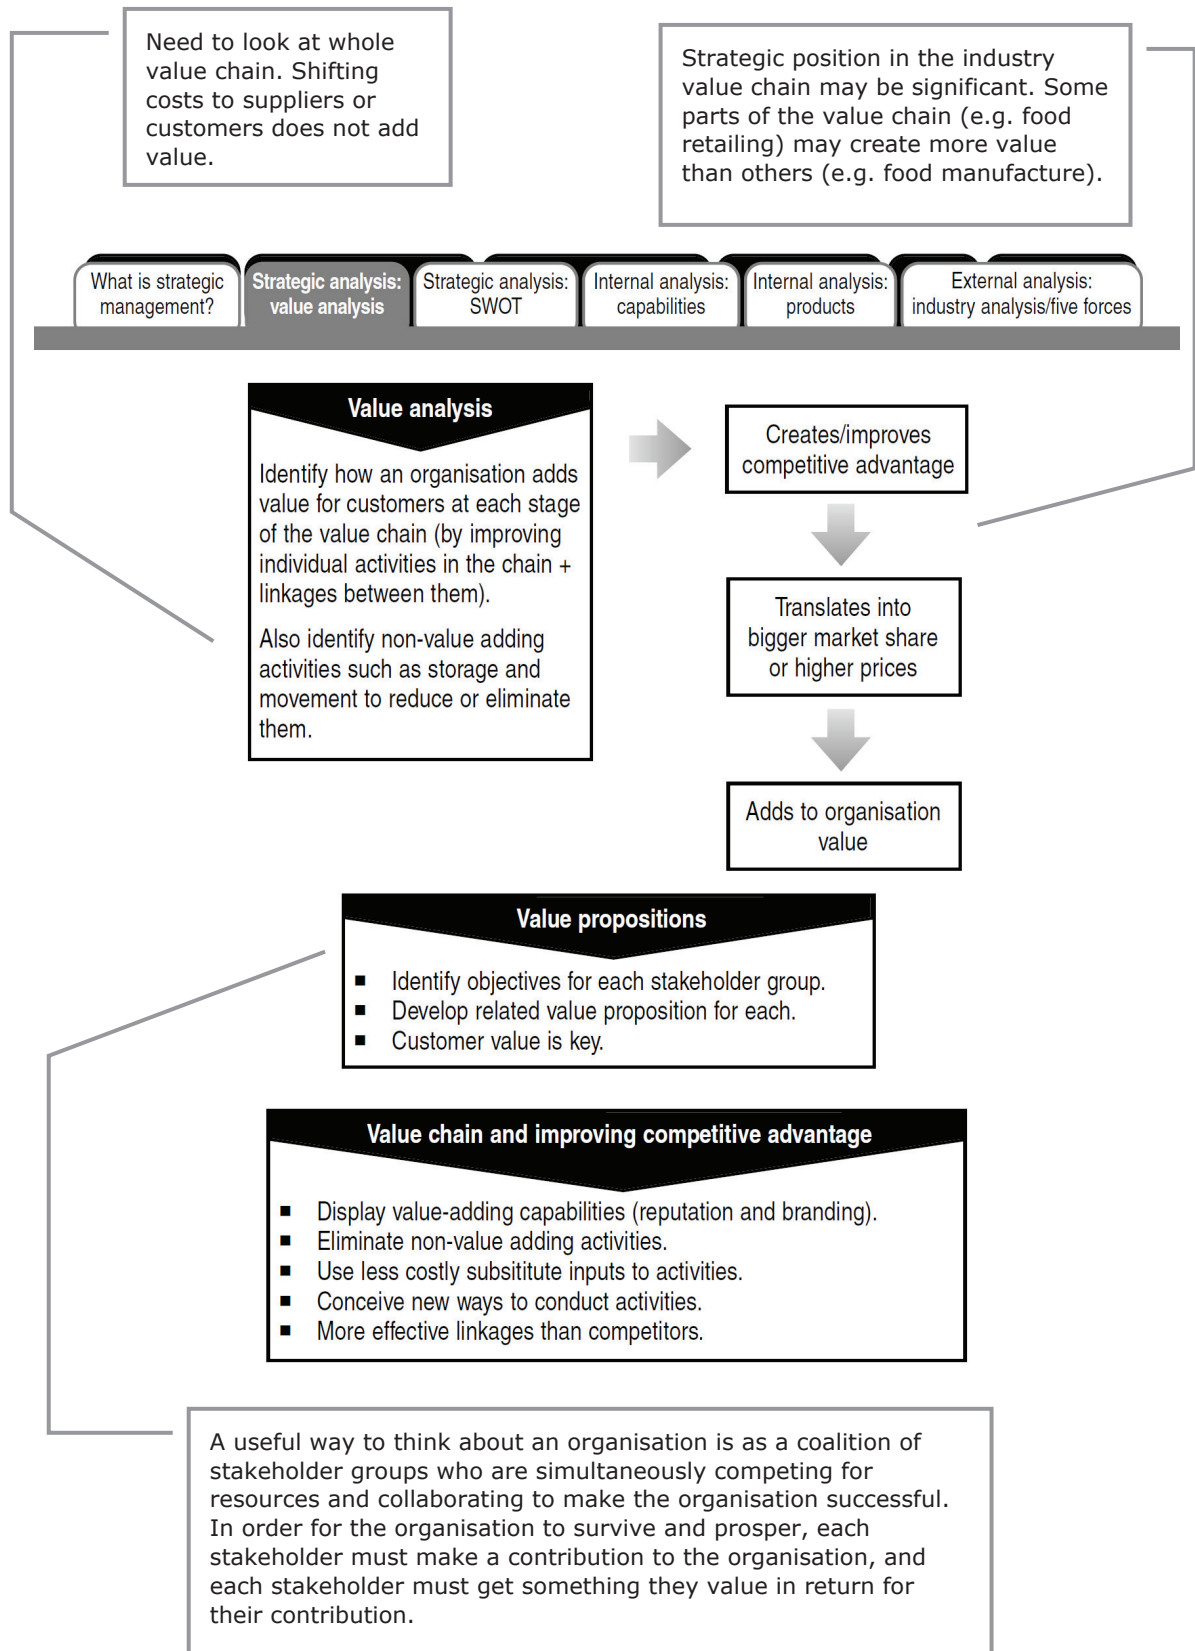 Need to look at whole
value chain. Shifting
costs to suppliers or
customers does not add
value.
Strategic position in the industry
value chain may be significant. Some
parts of the value chain (e.g. food
retailing) may create more value
than others (e.g. food manufacture).
What is strategic
management?
Strategic analysis:
value analysis
Strategic analysis:
SWOT
Internal analysis:
capabilities
Internal analysis:
products
External analysis:
industry analysis/five forces
Value analysis
Identify how an organisation adds
value for customers at each stage
of the value chain (by improving
individual activities in the chain +
linkages between them).
Also identify non-value adding
activities such as storage and
movement to reduce or eliminate
them.
Creates/improves
competitive advantage
Translates into
bigger market share
or higher prices
Adds to organisation
value
Value propositions
■ Identify objectives for each stakeholder group.
■ Develop related value proposition for each.
■ Customer value is key.
Value chain and improving competitive advantage
■ Display value-adding capabilities (reputation and branding).
■ Eliminate non-value adding activities.
■ Use less costly subsititute inputs to activities.
■ Conceive new ways to conduct activities.
■ More effective linkages than competitors.
A useful way to think about an organisation is as a coalition of
stakeholder groups who are simultaneously competing for
resources and collaborating to make the organisation successful.
In order for the organisation to survive and prosper, each
stakeholder must make a contribution to the organisation, and
each stakeholder must get something they value in return for
their contribution.